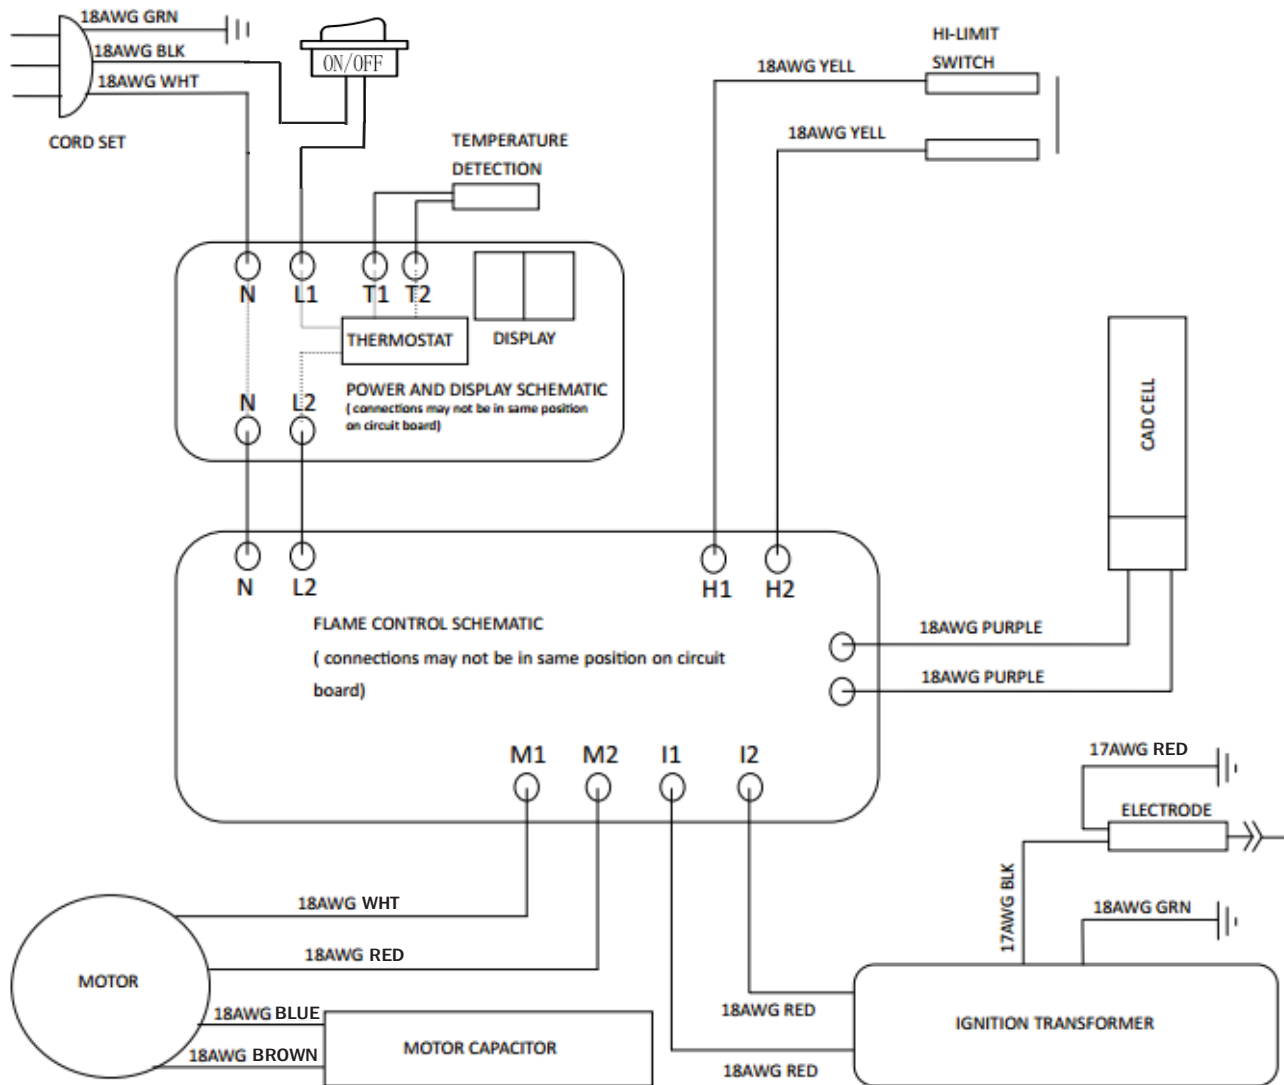 18AWG GRN
18AWG BLK
18AWG WHT
CORD SET
ON/OFF
HI-LIMIT
SWITCH
18AWG YELL
18AWG YELL
TEMPERATURE
DETECTION
N
L1
T1
T2
THERMOSTAT
DISPLAY
POWER AND DISPLAY SCHEMATIC
( connections may not be in same position
on circuit board)
N
L2
CAD CELL
N
L2
H1
H2
FLAME CONTROL SCHEMATIC
( connections may not be in same position on circuit
board)
18AWG PURPLE
18AWG PURPLE
M1
M2
I1
I2
17AWG RED
ELECTRODE
17AWG BLK
18AWG GRN
18AWG WHT
18AWG RED
MOTOR
18AWG BLUE
18AWG BROWN
MOTOR CAPACITOR
18AWG RED
18AWG RED
IGNITION TRANSFORMER